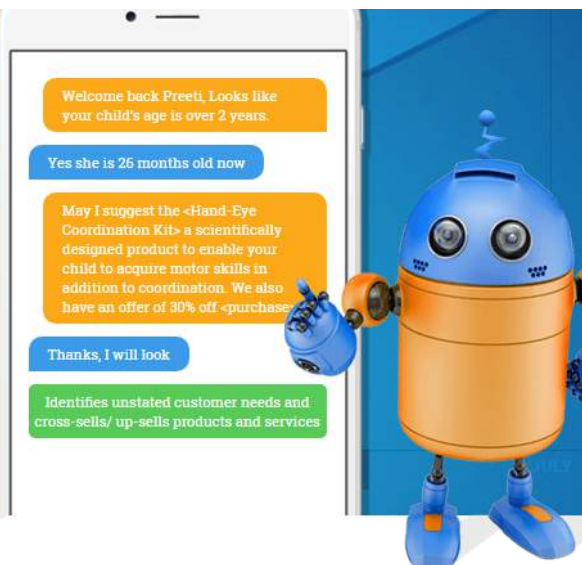 Welcome back Preeti, Looks like
your child's age is over 2 years.
Yes she is 26 months old now
May I suggest the <Hand-Eye
Coordination Kit> a scientifically
designed product to enable your
child to acquire motor skills in
addition to coordination. We also
have an offer of 30% off <purchase>
Thanks, I will look
Identifies unstated customer needs and
cross-sells/ up-sells products and services